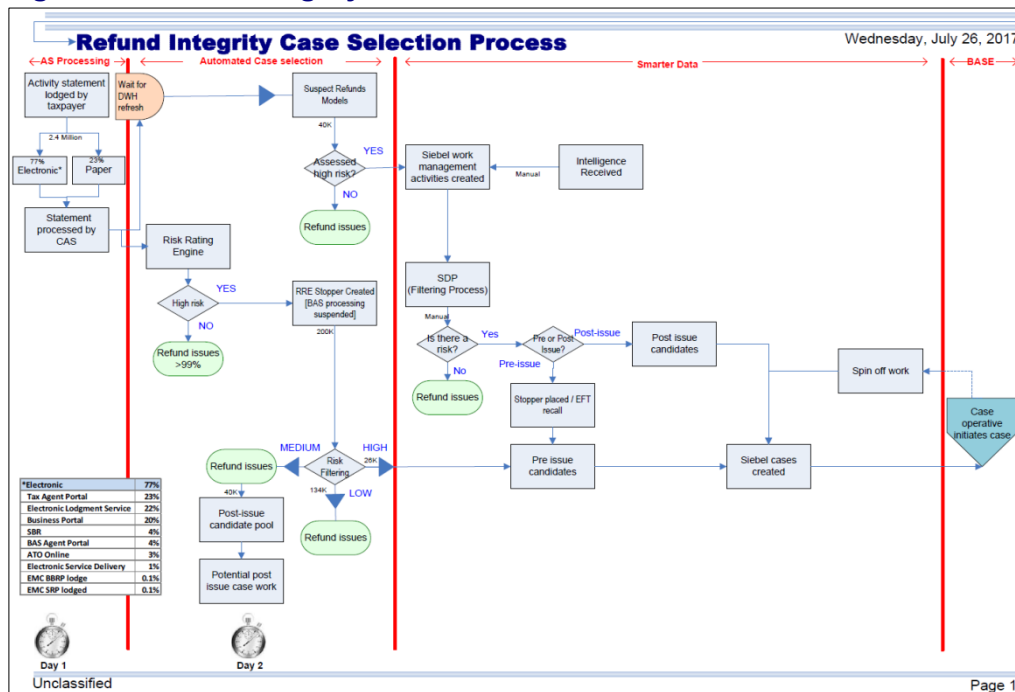 Refund Integrity Case Selection Process
Wednesday, July 26, 2017
AS Processing
Automated Case selection
Smarter Data
BASE
Activity statement
lodged by
taxpayer
2.4 Million
77%
Electronic*
23%
Paper
Statement
processed by
CAS
Wait for
DWH
refresh
Suspect Refunds
Models
40K
Assessed
high risk?
YES
NO
Refund issues
Risk Rating
Engine
High risk
YES
NO
Refund issues
>99%
RRE Stopper Created
[BAS processing
suspended]
200K
Risk
Filtering
MEDIUM
HIGH
26K
134K
LOW
Refund issues
Refund issues
40K
Post-issue
candidate pool
Potential post
issue case work
Siebel work
management
activities created
Manual
Intelligence
Received
SDP
(Filtering Process)
Manual
Is there a
risk?
Yes
No
Refund issues
Pre or Post
Issue?
Post-issue
Pre-issue
Post issue
candidates
Stopper placed / EFT
recall
Pre issue
candidates
Siebel cases
created
Spin off work
Case
operative
initiates case
*Electronic 77%
Tax Agent Portal 23%
Electronic Lodgment Service 22%
Business Portal 20%
SBR 4%
BAS Agent Portal 4%
ATO Online 3%
Electronic Service Delivery 1%
EMC BBRP lodge 0.1%
EMC SRP lodged 0.1%
Day 1
Day 2
Unclassified
Page 1